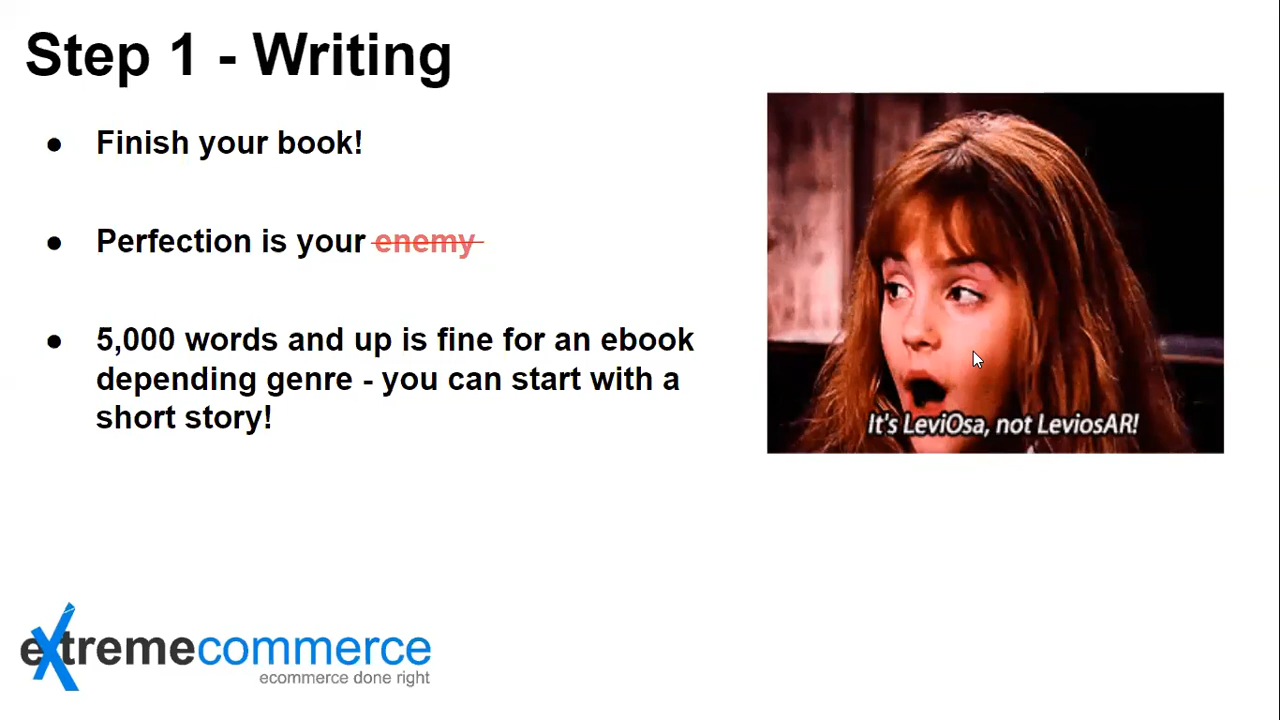 Step 1 - Writing
● Finish your book!
● Perfection is your enemy
● 5,000 words and up is fine for an ebook
depending genre - you can start with a
short story!
It's LeviOsa, not LeviosAR!
extremecommerce
ecommerce done right